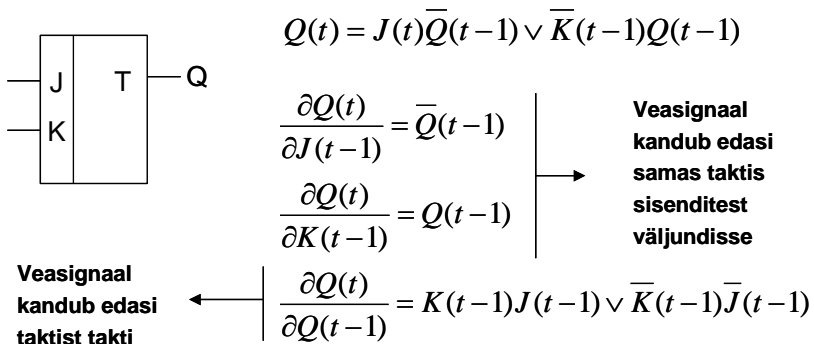 Q(t) = J(t)Q̅(t−1) ∨ K̅(t−1)Q(t−1)
J T Q
K
∂Q(t)/∂J(t−1) = Q̅(t−1)
∂Q(t)/∂K(t−1) = Q(t−1)
Veasignaal
kandub edasi
samas taktis
sisenditest
väljundisse
Veasignaal
kandub edasi
taktist takti
∂Q(t)/∂Q(t−1) = K(t−1)J(t−1) ∨ K̅(t−1)J̅(t−1)